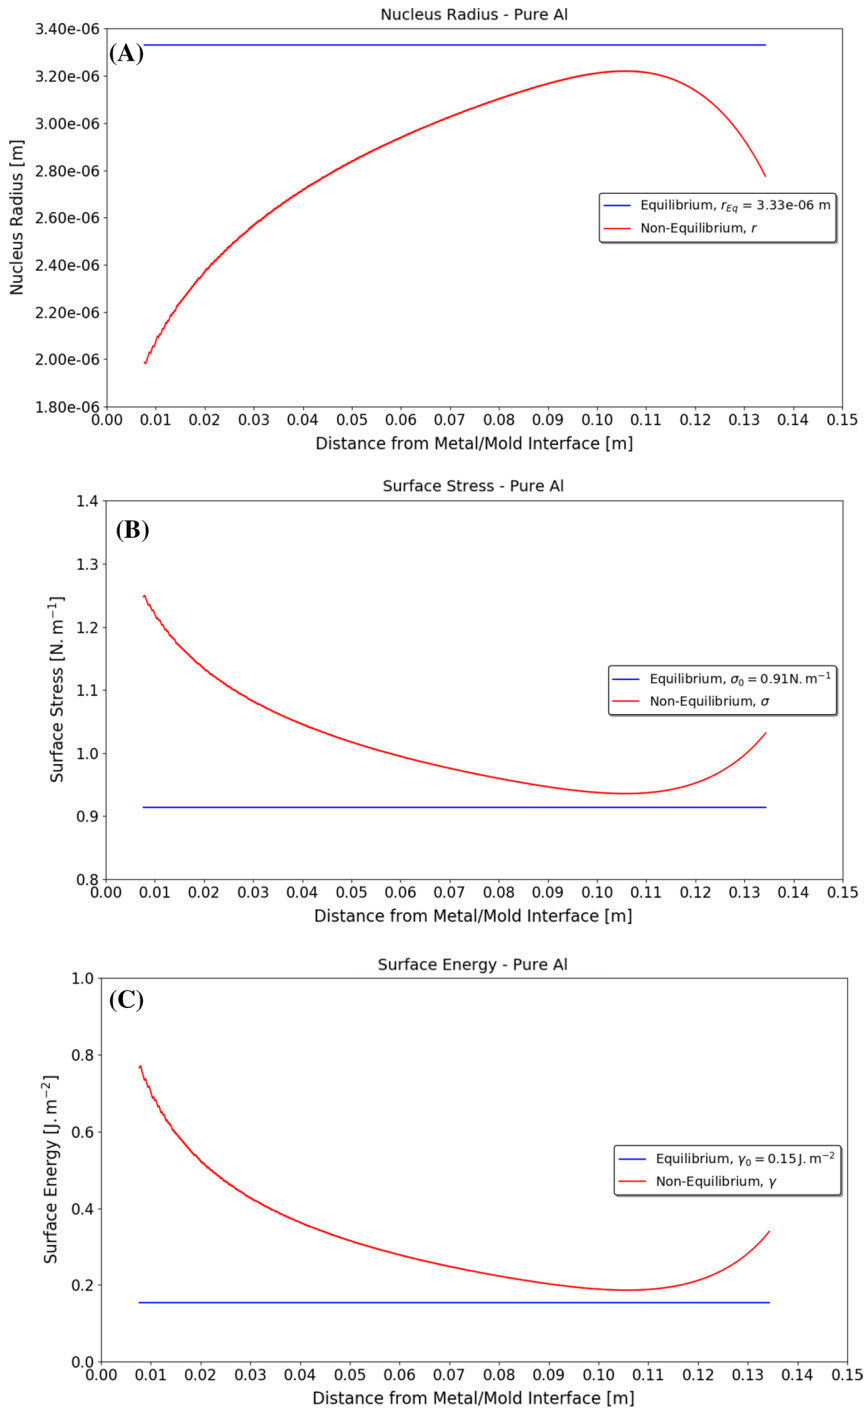 Nucleus Radius - Pure Al
(A)
3.40e-06
3.20e-06
3.00e-06
2.80e-06
2.60e-06
2.40e-06
2.20e-06
2.00e-06
1.80e-06
Nucleus Radius [m]
Equilibrium, r_Eq = 3.33e-06 m
Non-Equilibrium, r
0.00 0.01 0.02 0.03 0.04 0.05 0.06 0.07 0.08 0.09 0.10 0.11 0.12 0.13 0.14 0.15
Distance from Metal/Mold Interface [m]
Surface Stress - Pure Al
(B)
1.4
1.3
1.2
1.1
1.0
0.9
0.8
Surface Stress [N. m⁻¹]
Equilibrium, σ₀ = 0.91N. m⁻¹
Non-Equilibrium, σ
0.00 0.01 0.02 0.03 0.04 0.05 0.06 0.07 0.08 0.09 0.10 0.11 0.12 0.13 0.14 0.15
Distance from Metal/Mold Interface [m]
Surface Energy - Pure Al
(C)
1.0
0.8
0.6
0.4
0.2
0.0
Surface Energy [J. m⁻²]
Equilibrium, γ₀ = 0.15 J. m⁻²
Non-Equilibrium, γ
0.00 0.01 0.02 0.03 0.04 0.05 0.06 0.07 0.08 0.09 0.10 0.11 0.12 0.13 0.14 0.15
Distance from Metal/Mold Interface [m]